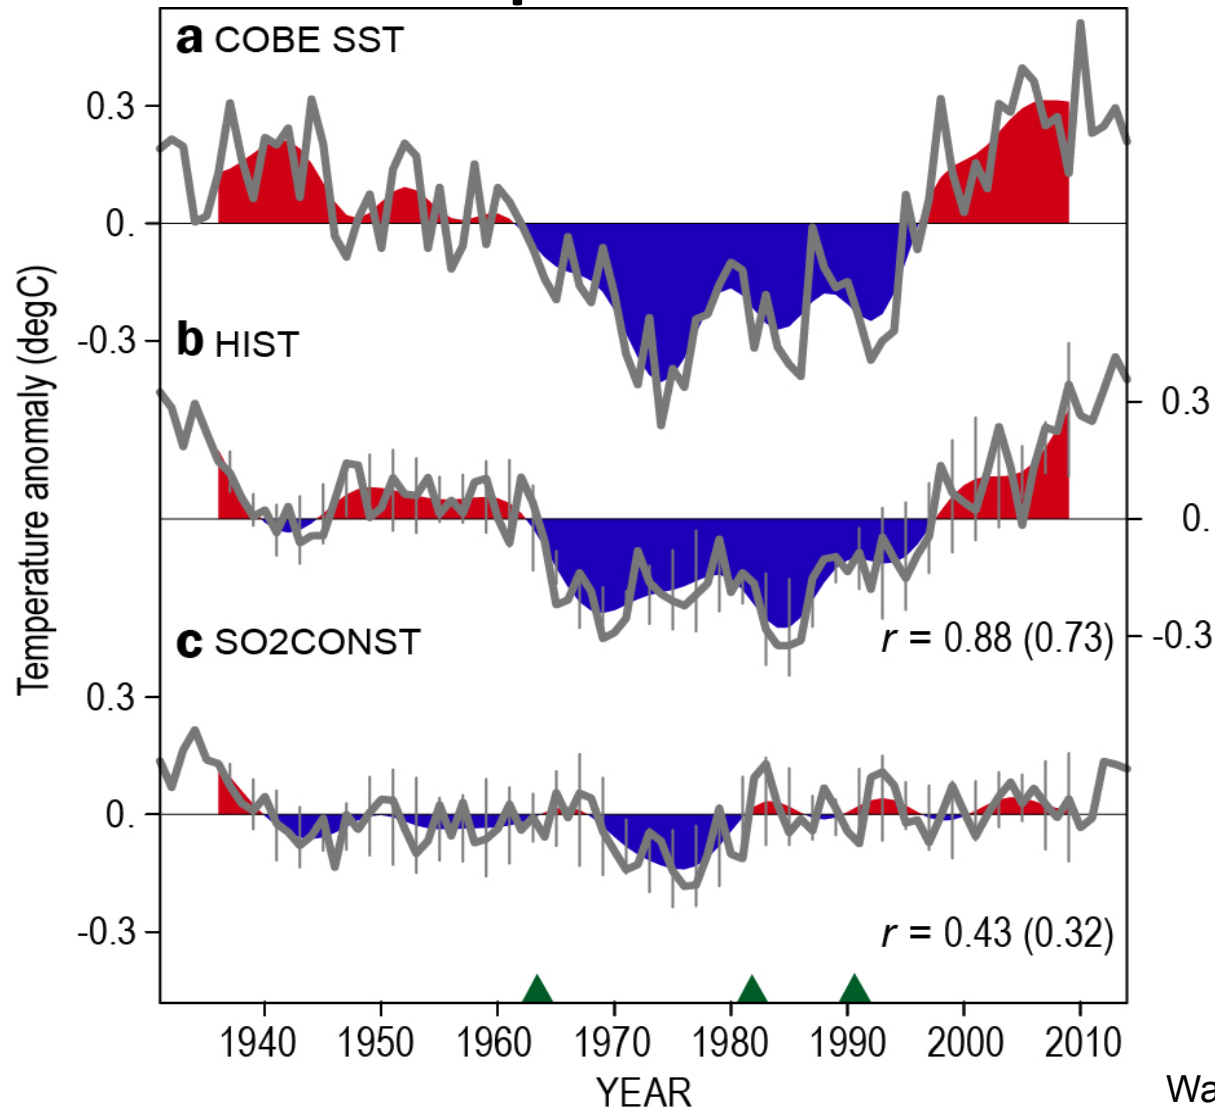 a COBE SST
0.3
0.
-0.3
b HIST
0.3
0.
-0.3
r = 0.88 (0.73)
c SO2CONST
0.3
0.
-0.3
r = 0.43 (0.32)
Temperature anomaly (degC)
1940 1950 1960 1970 1980 1990 2000 2010
YEAR